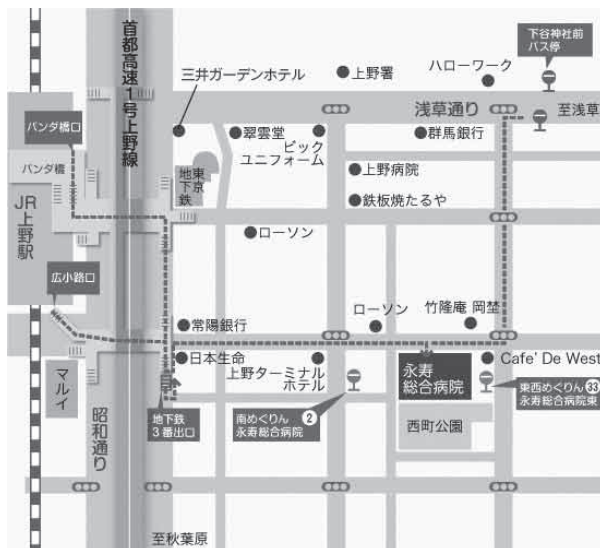 下谷神社前
バス停
首都高速1号上野線
三井ガーデンホテル
上野署
ハローワーク
浅草通り
至浅草
パンダ橋口
翠雲堂
ビック
ユニフォーム
群馬銀行
パンダ橋
東京
地下鉄
上野病院
鉄板焼たるや
JR上野駅
ローソン
広小路口
常陽銀行
ローソン
竹隆庵 岡埜
日本生命
上野ターミナル
ホテル
永寿
総合病院
Cafe' De West
マルイ
昭和通り
地下鉄
3番出口
南めぐりん
永寿総合病院
2
東西めぐりん
永寿総合病院東
33
西町公園
至秋葉原